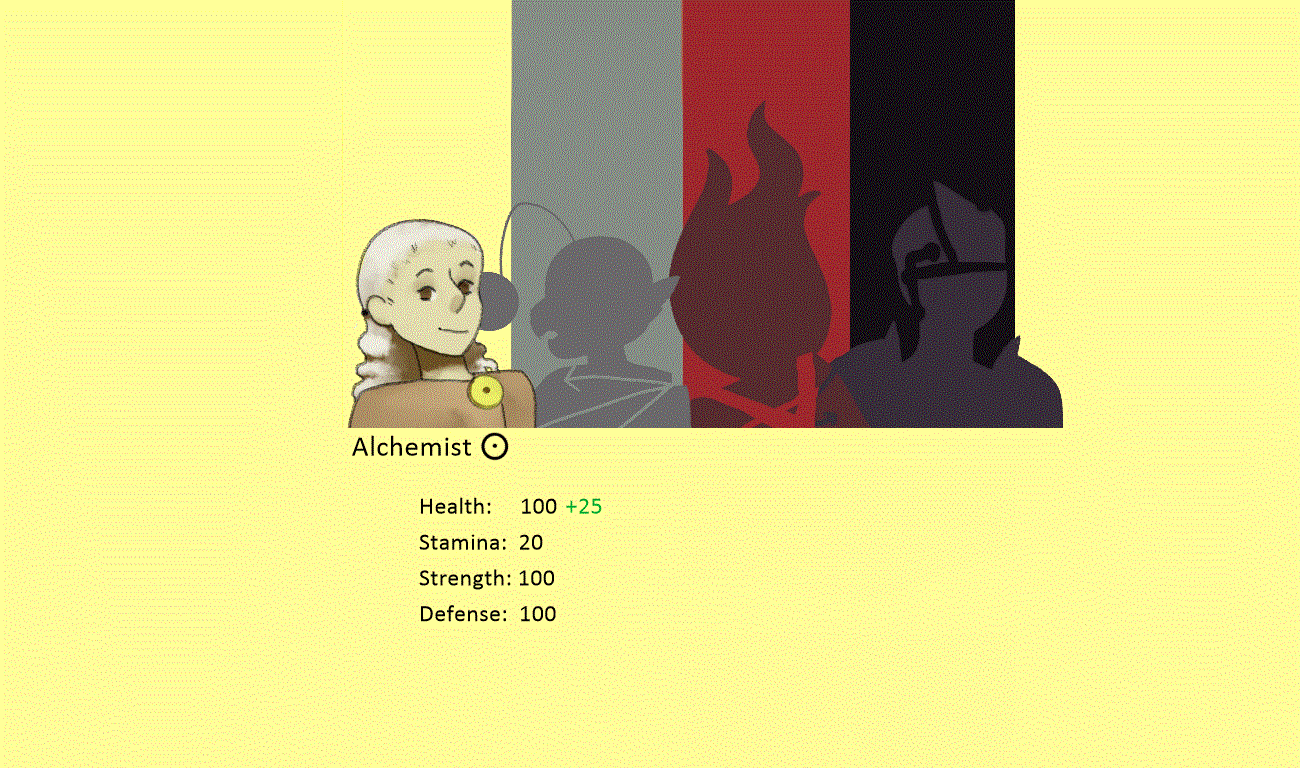 Alchemist ☉
Health: 100 +25
Stamina: 20
Strength: 100
Defense: 100